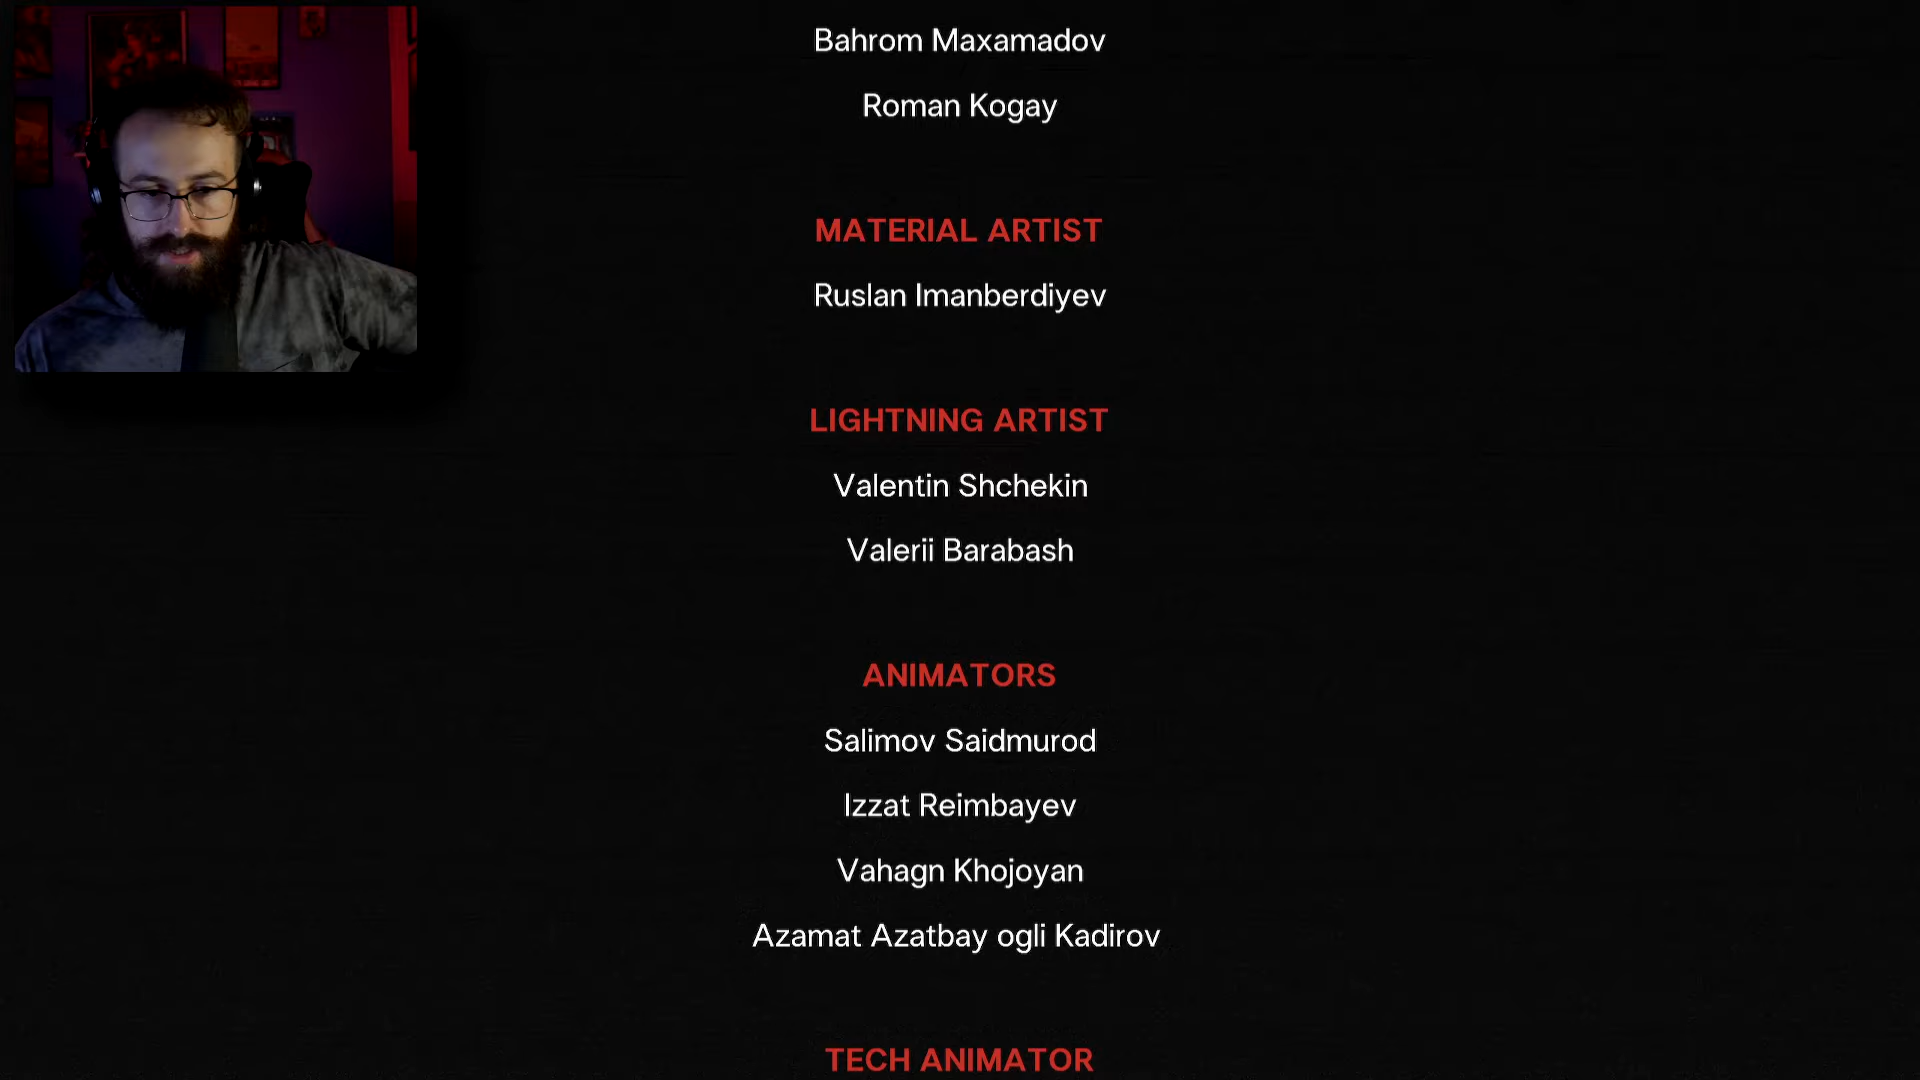 Bahrom Maxamadov
Roman Kogay
MATERIAL ARTIST
Ruslan Imanberdiyev
LIGHTNING ARTIST
Valentin Shchekin
Valerii Barabash
ANIMATORS
Salimov Saidmurod
Izzat Reimbayev
Vahagn Khojoyan
Azamat Azatbay ogli Kadirov
TECH ANIMATOR